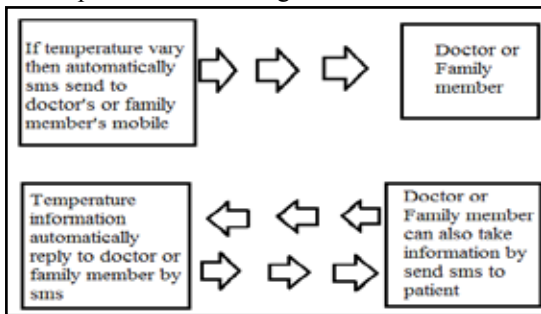 If temperature vary
then automatically
sms send to
doctor's or family
member's mobile
Doctor or
Family
member
Temperature
information
automatically
reply to doctor or
family member by
sms
Doctor or
Family member
can also take
information by
send sms to
patient